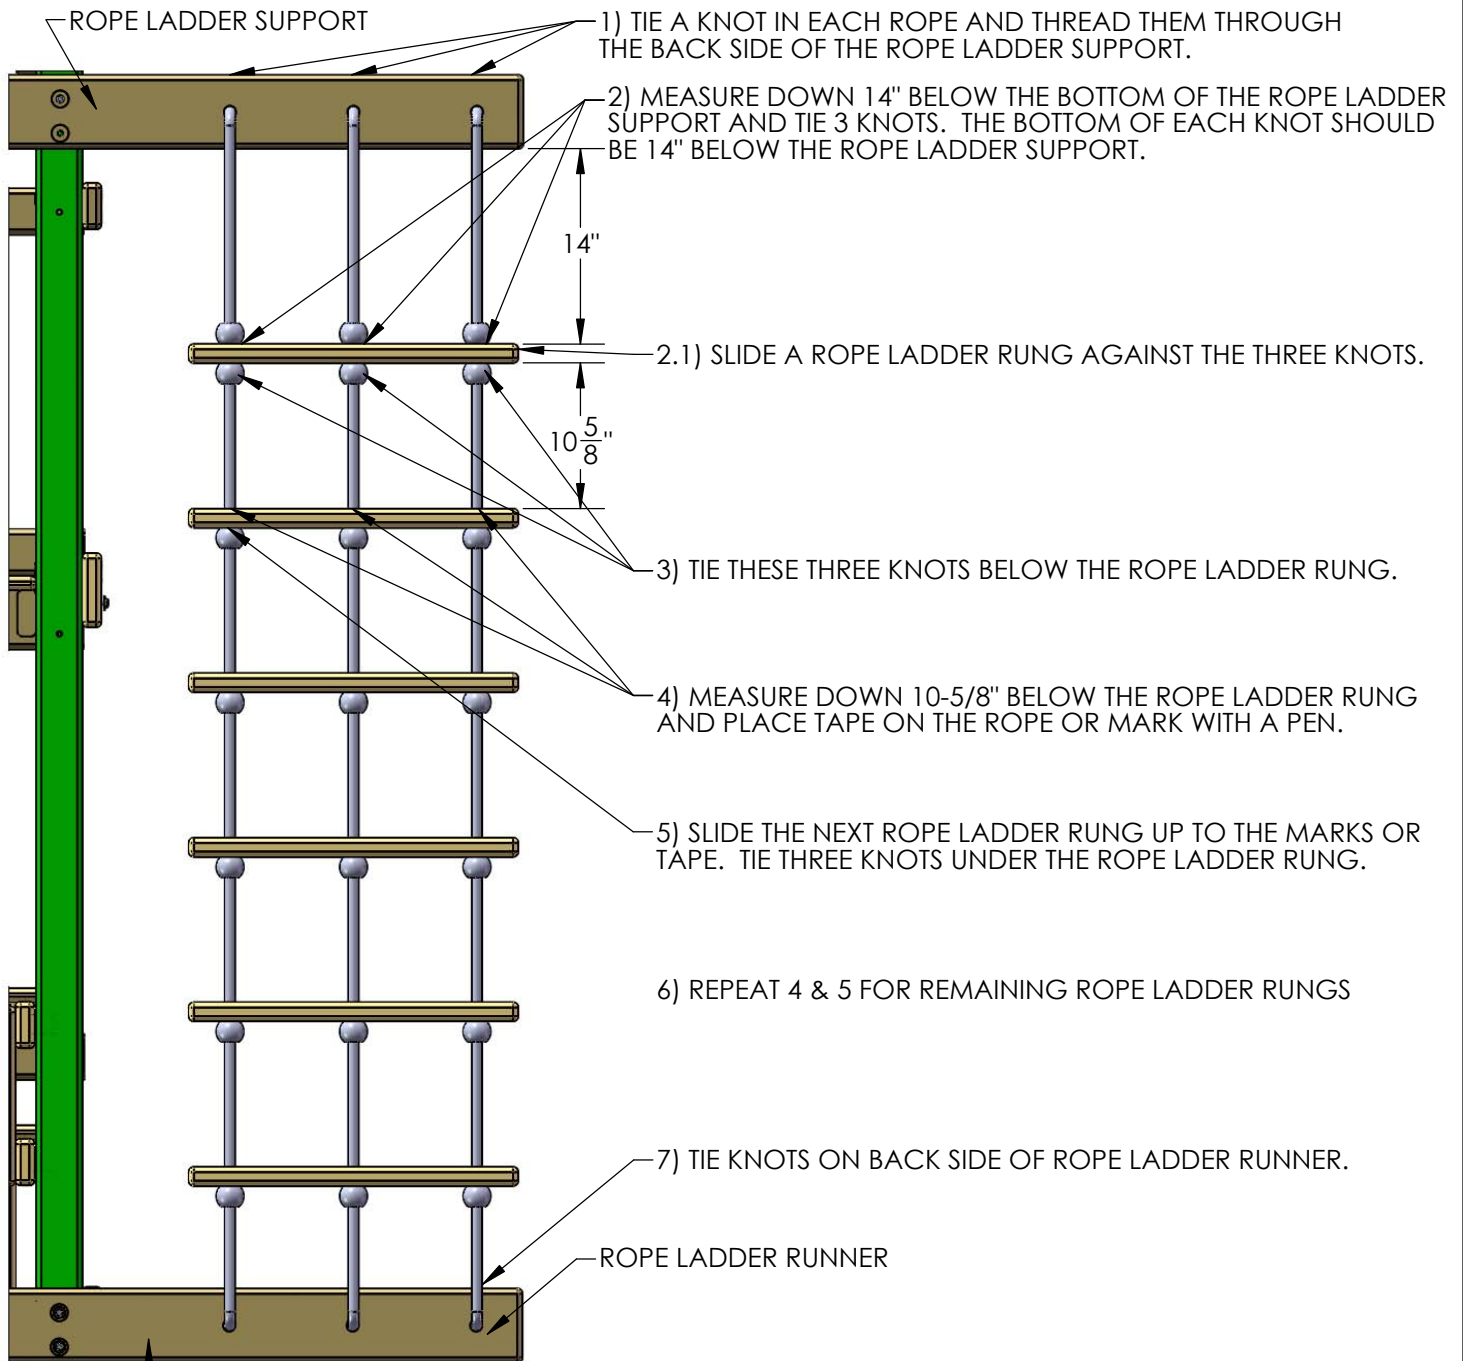 ROPE LADDER SUPPORT
1) TIE A KNOT IN EACH ROPE AND THREAD THEM THROUGH
THE BACK SIDE OF THE ROPE LADDER SUPPORT.
2) MEASURE DOWN 14" BELOW THE BOTTOM OF THE ROPE LADDER
SUPPORT AND TIE 3 KNOTS.  THE BOTTOM OF EACH KNOT SHOULD
BE 14" BELOW THE ROPE LADDER SUPPORT.
14"
2.1) SLIDE A ROPE LADDER RUNG AGAINST THE THREE KNOTS.
10 5/8"
3) TIE THESE THREE KNOTS BELOW THE ROPE LADDER RUNG.
4) MEASURE DOWN 10-5/8" BELOW THE ROPE LADDER RUNG
AND PLACE TAPE ON THE ROPE OR MARK WITH A PEN.
5) SLIDE THE NEXT ROPE LADDER RUNG UP TO THE MARKS OR
TAPE.  TIE THREE KNOTS UNDER THE ROPE LADDER RUNG.
6) REPEAT 4 & 5 FOR REMAINING ROPE LADDER RUNGS
7) TIE KNOTS ON BACK SIDE OF ROPE LADDER RUNNER.
ROPE LADDER RUNNER